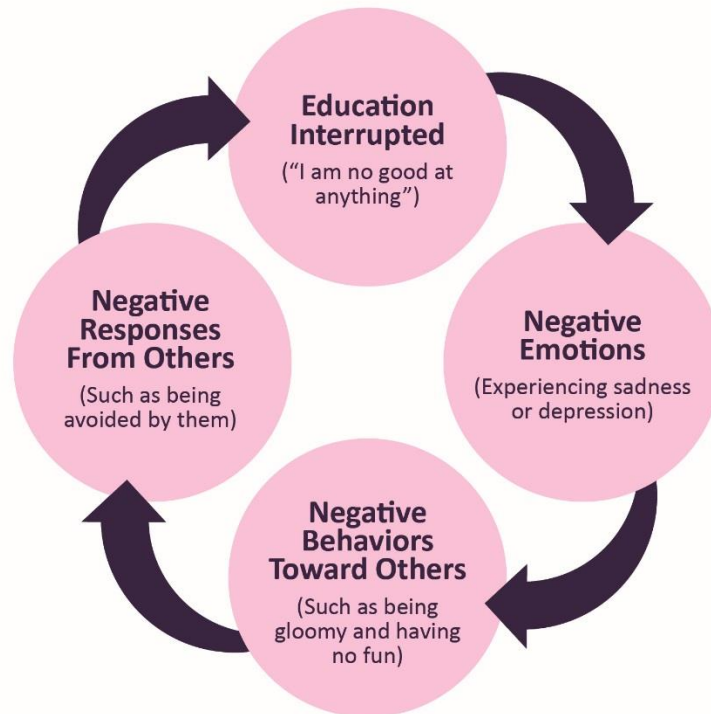 Education
Interrupted
(“I am no good at
anything”)
Negative
Emotions
(Experiencing sadness
or depression)
Negative
Behaviors
Toward Others
(Such as being
gloomy and having
no fun)
Negative
Responses
From Others
(Such as being
avoided by them)